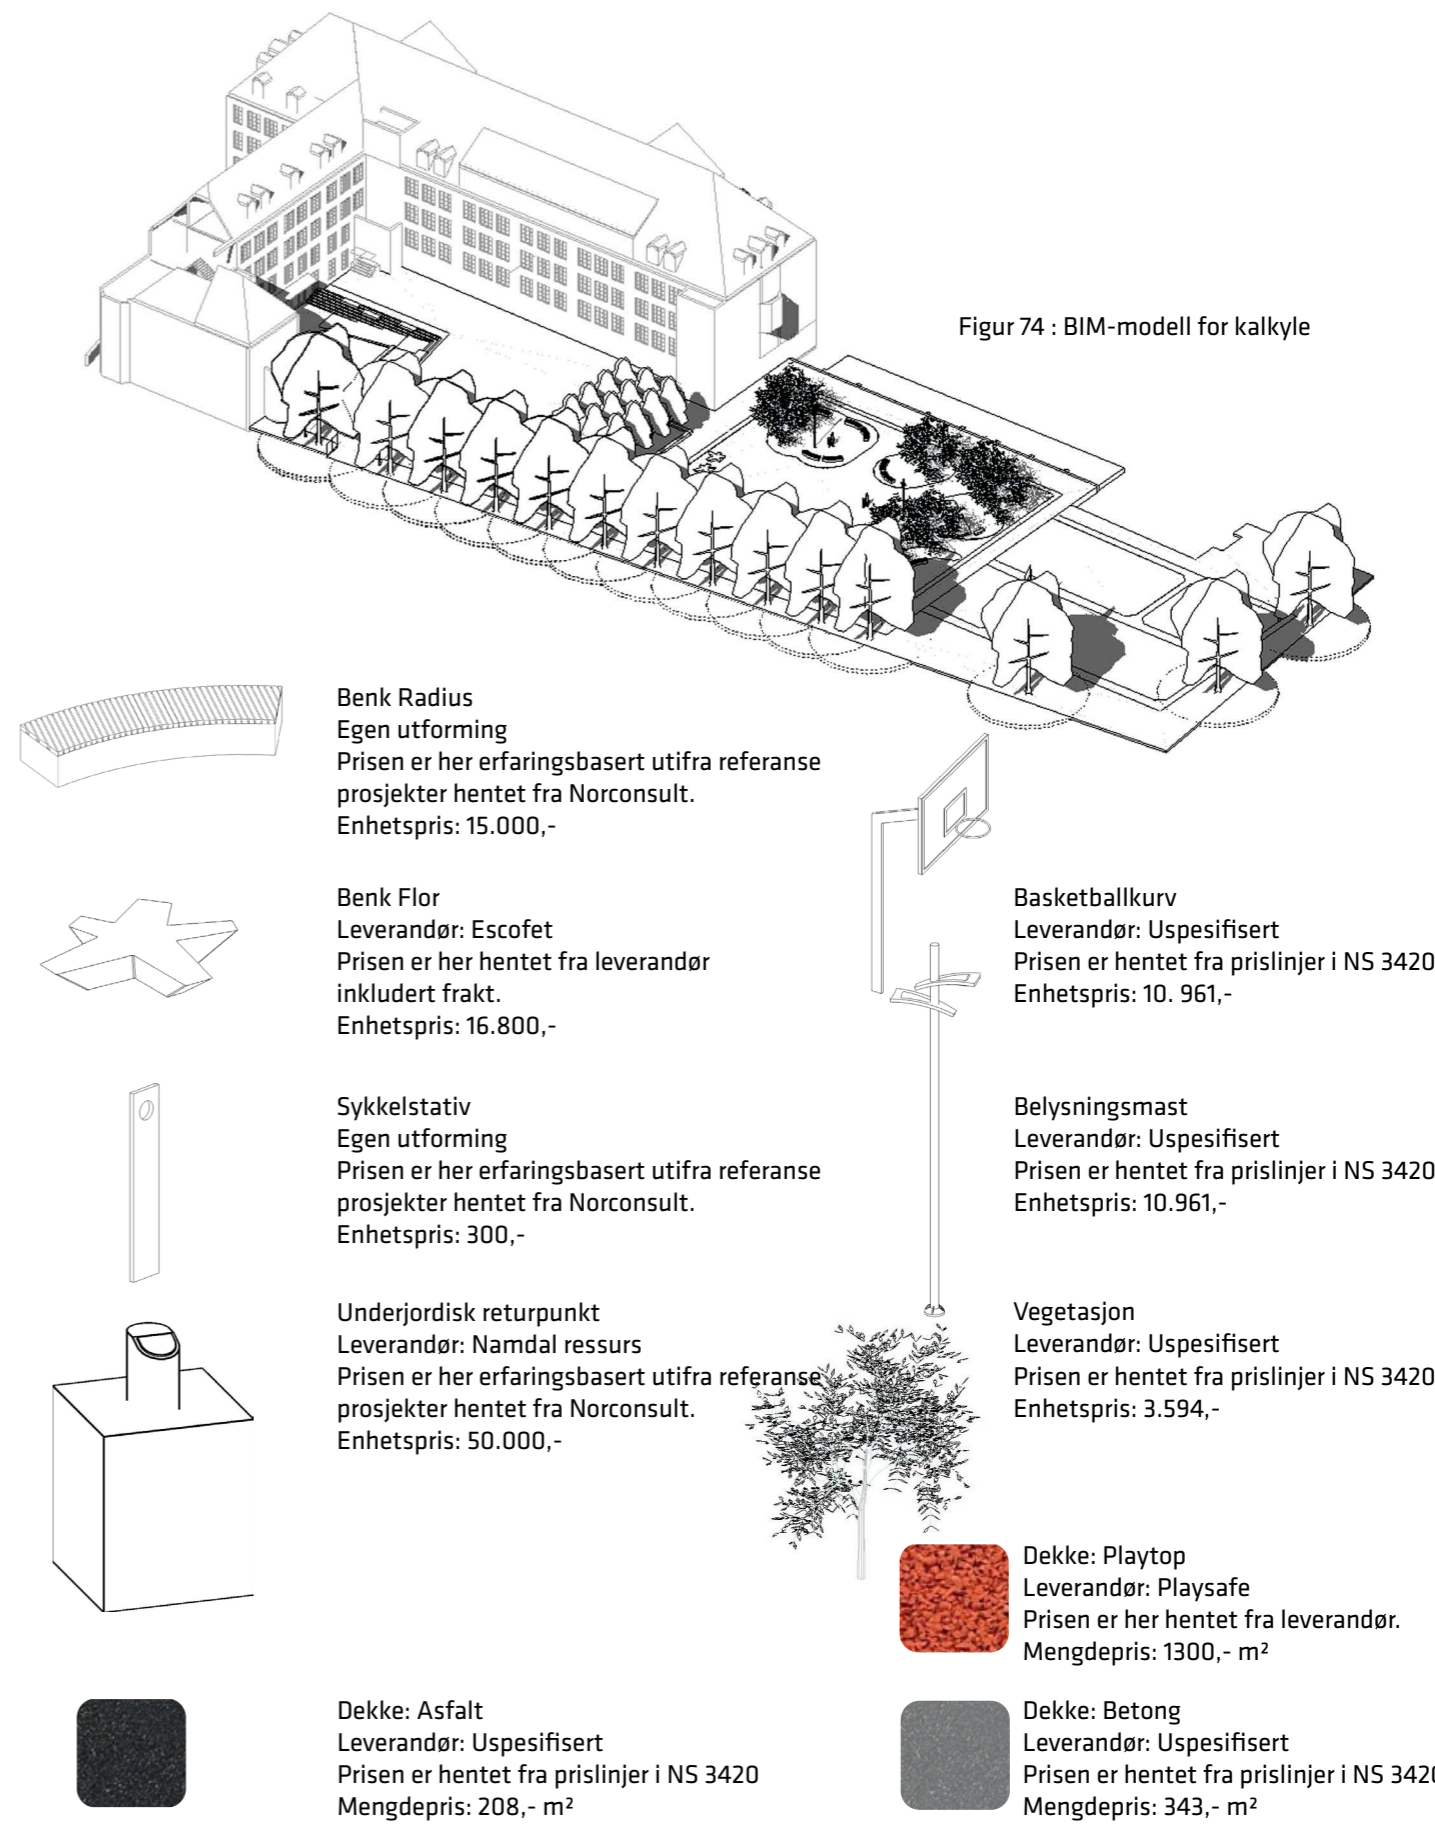 Figur 74 : BIM-modell for kalkyle
Benk Radius
Egen utforming
Prisen er her erfaringsbasert utifra referanse
prosjekter hentet fra Norconsult.
Enhetspris: 15.000,-
Benk Flor
Leverandør: Escofet
Prisen er her hentet fra leverandør
inkludert frakt.
Enhetspris: 16.800,-
Basketballkurv
Leverandør: Uspesifisert
Prisen er hentet fra prislinjer i NS 3420
Enhetspris: 10. 961,-
Sykkelstativ
Egen utforming
Prisen er her erfaringsbasert utifra referanse
prosjekter hentet fra Norconsult.
Enhetspris: 300,-
Belysningsmast
Leverandør: Uspesifisert
Prisen er hentet fra prislinjer i NS 3420
Enhetspris: 10.961,-
Underjordisk returpunkt
Leverandør: Namdal ressurs
Prisen er her erfaringsbasert utifra referanse
prosjekter hentet fra Norconsult.
Enhetspris: 50.000,-
Vegetasjon
Leverandør: Uspesifisert
Prisen er hentet fra prislinjer i NS 3420
Enhetspris: 3.594,-
Dekke: Playtop
Leverandør: Playsafe
Prisen er her hentet fra leverandør.
Mengdepris: 1300,- m²
Dekke: Asfalt
Leverandør: Uspesifisert
Prisen er hentet fra prislinjer i NS 3420
Mengdepris: 208,- m²
Dekke: Betong
Leverandør: Uspesifisert
Prisen er hentet fra prislinjer i NS 3420
Mengdepris: 343,- m²